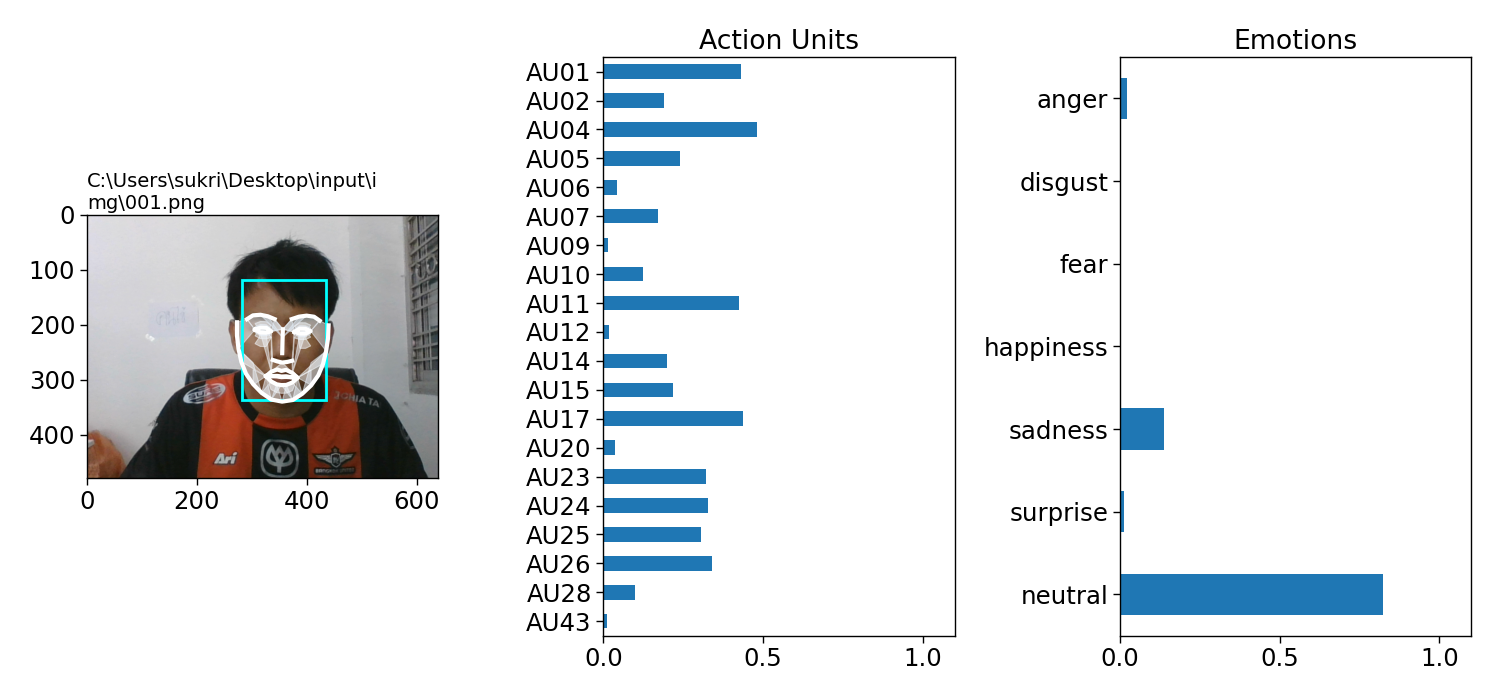 C:\Users\sukri\Desktop\input\i
mg\001.png
0
100
200
300
400
0 200 400 600
Ari
Action Units
AU01
AU02
AU04
AU05
AU06
AU07
AU09
AU10
AU11
AU12
AU14
AU15
AU17
AU20
AU23
AU24
AU25
AU26
AU28
AU43
0.0 0.5 1.0
Emotions
anger
disgust
fear
happiness
sadness
surprise
neutral
0.0 0.5 1.0